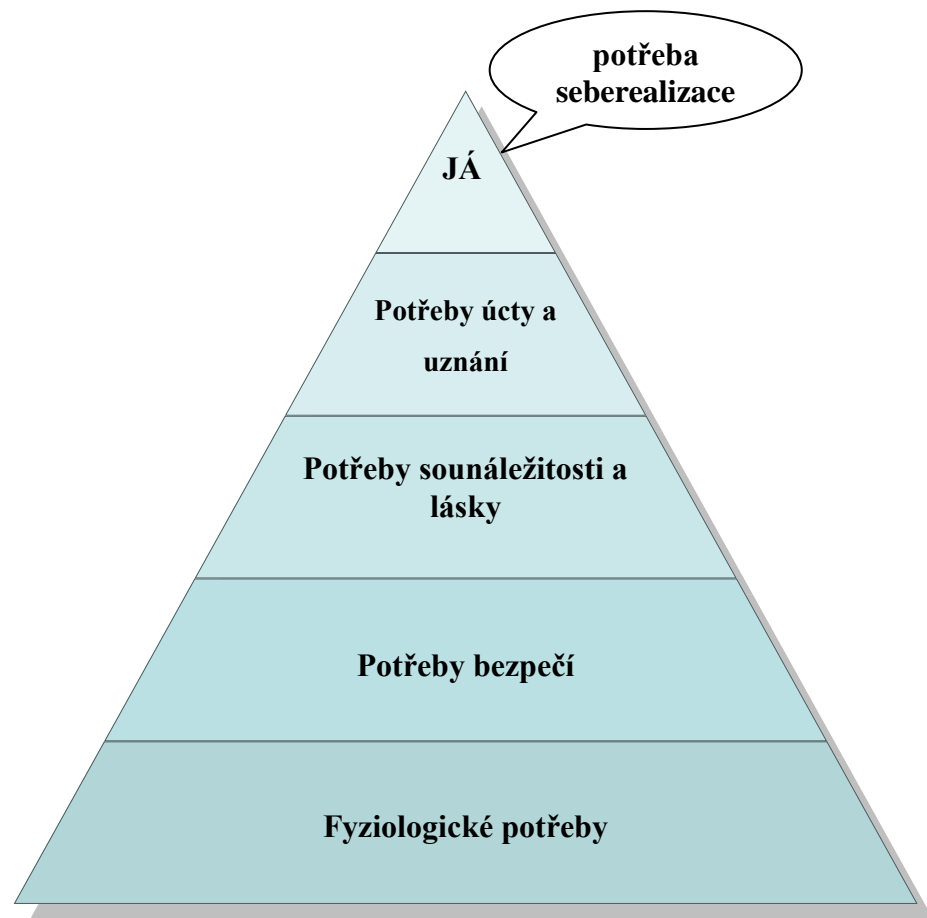 potřeba
seberealizace
JÁ
Potřeby úcty a
uznání
Potřeby sounáležitosti a
lásky
Potřeby bezpečí
Fyziologické potřeby